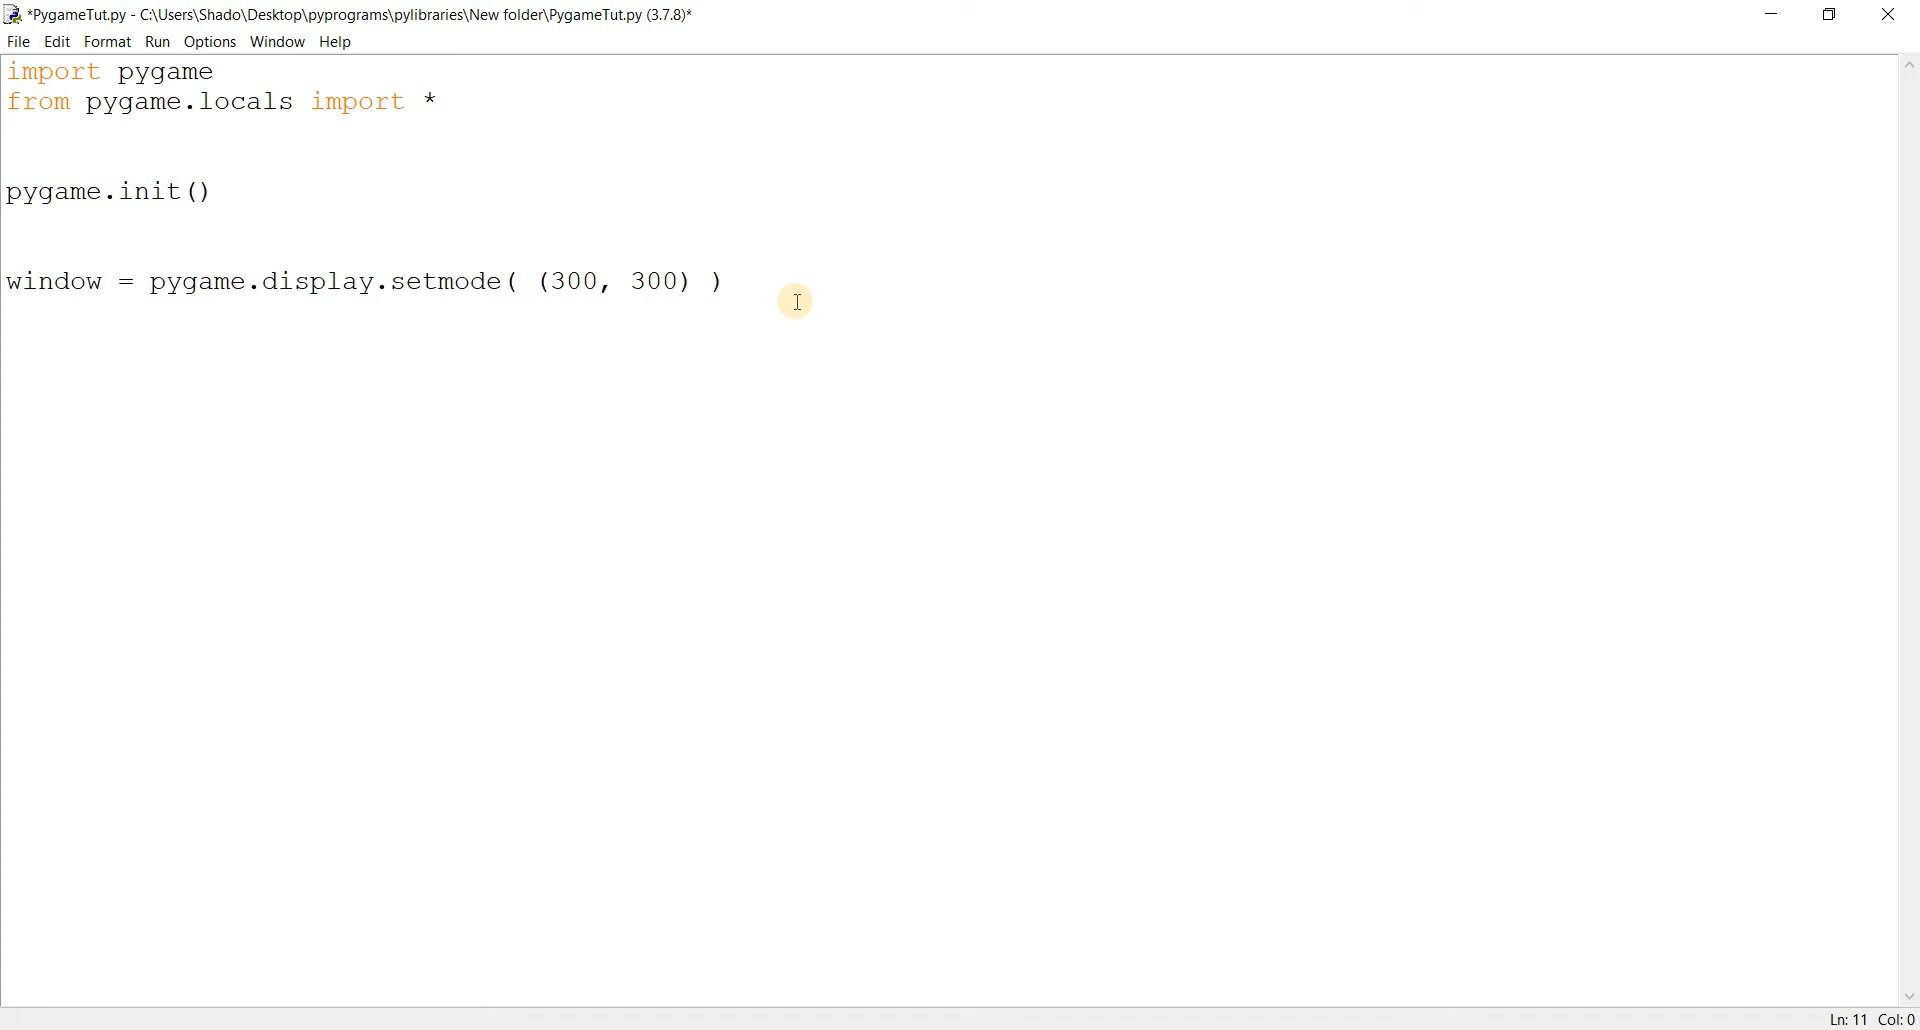 *PygameTut.py - C:\Users\Shado\Desktop\pyprograms\pylibraries\New folder\PygameTut.py (3.7.8)*
File Edit Format Run Options Window Help
import pygame
from pygame.locals import *
pygame.init()
window = pygame.display.setmode( (300, 300) )
Ln: 11 Col: 0